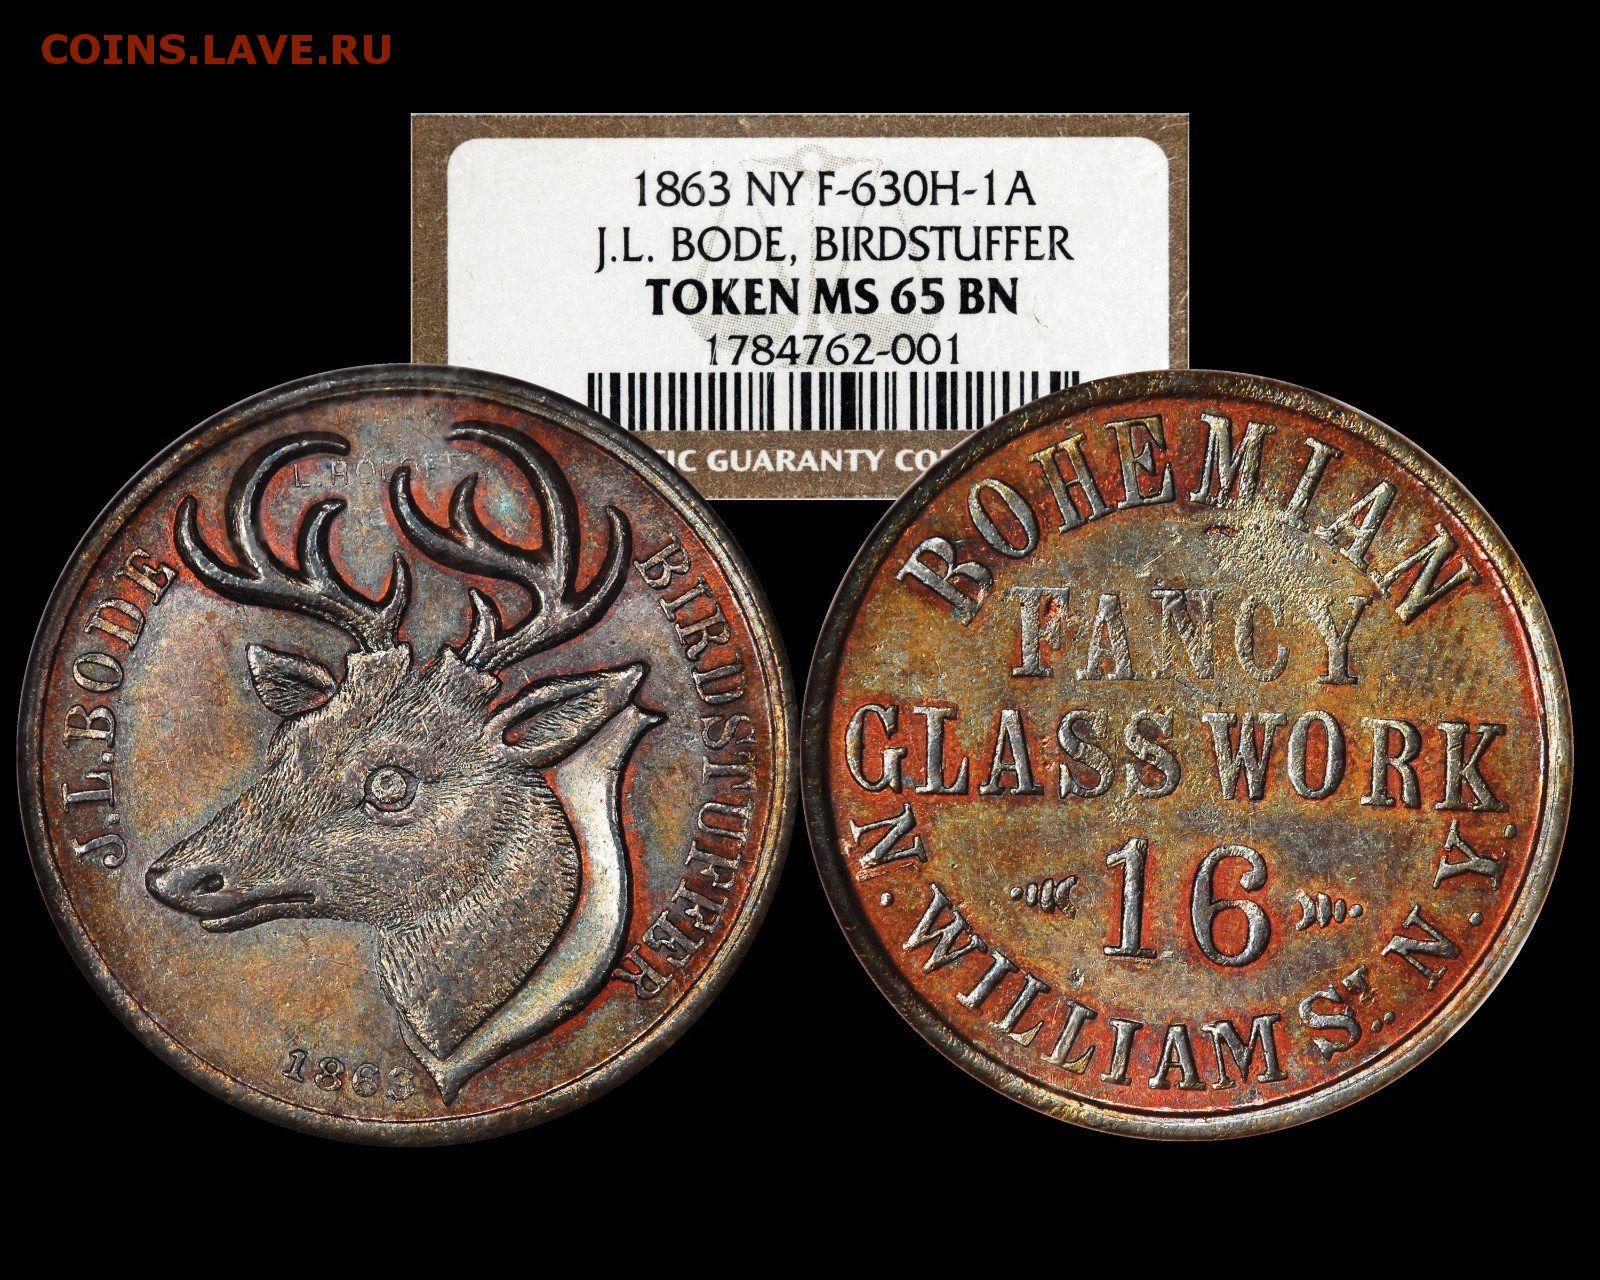 COINS.LAVE.RU
1863 NY F-630H-1A
J.L. BODE, BIRDSTUFFER
TOKEN MS 65 BN
1784762-001
GUARANTY
J.L.BODE
BIRDSTUFFER
1863
BOHEMIAN
FANCY
GLASS WORK
16
N. WILLIAM ST. N.Y.